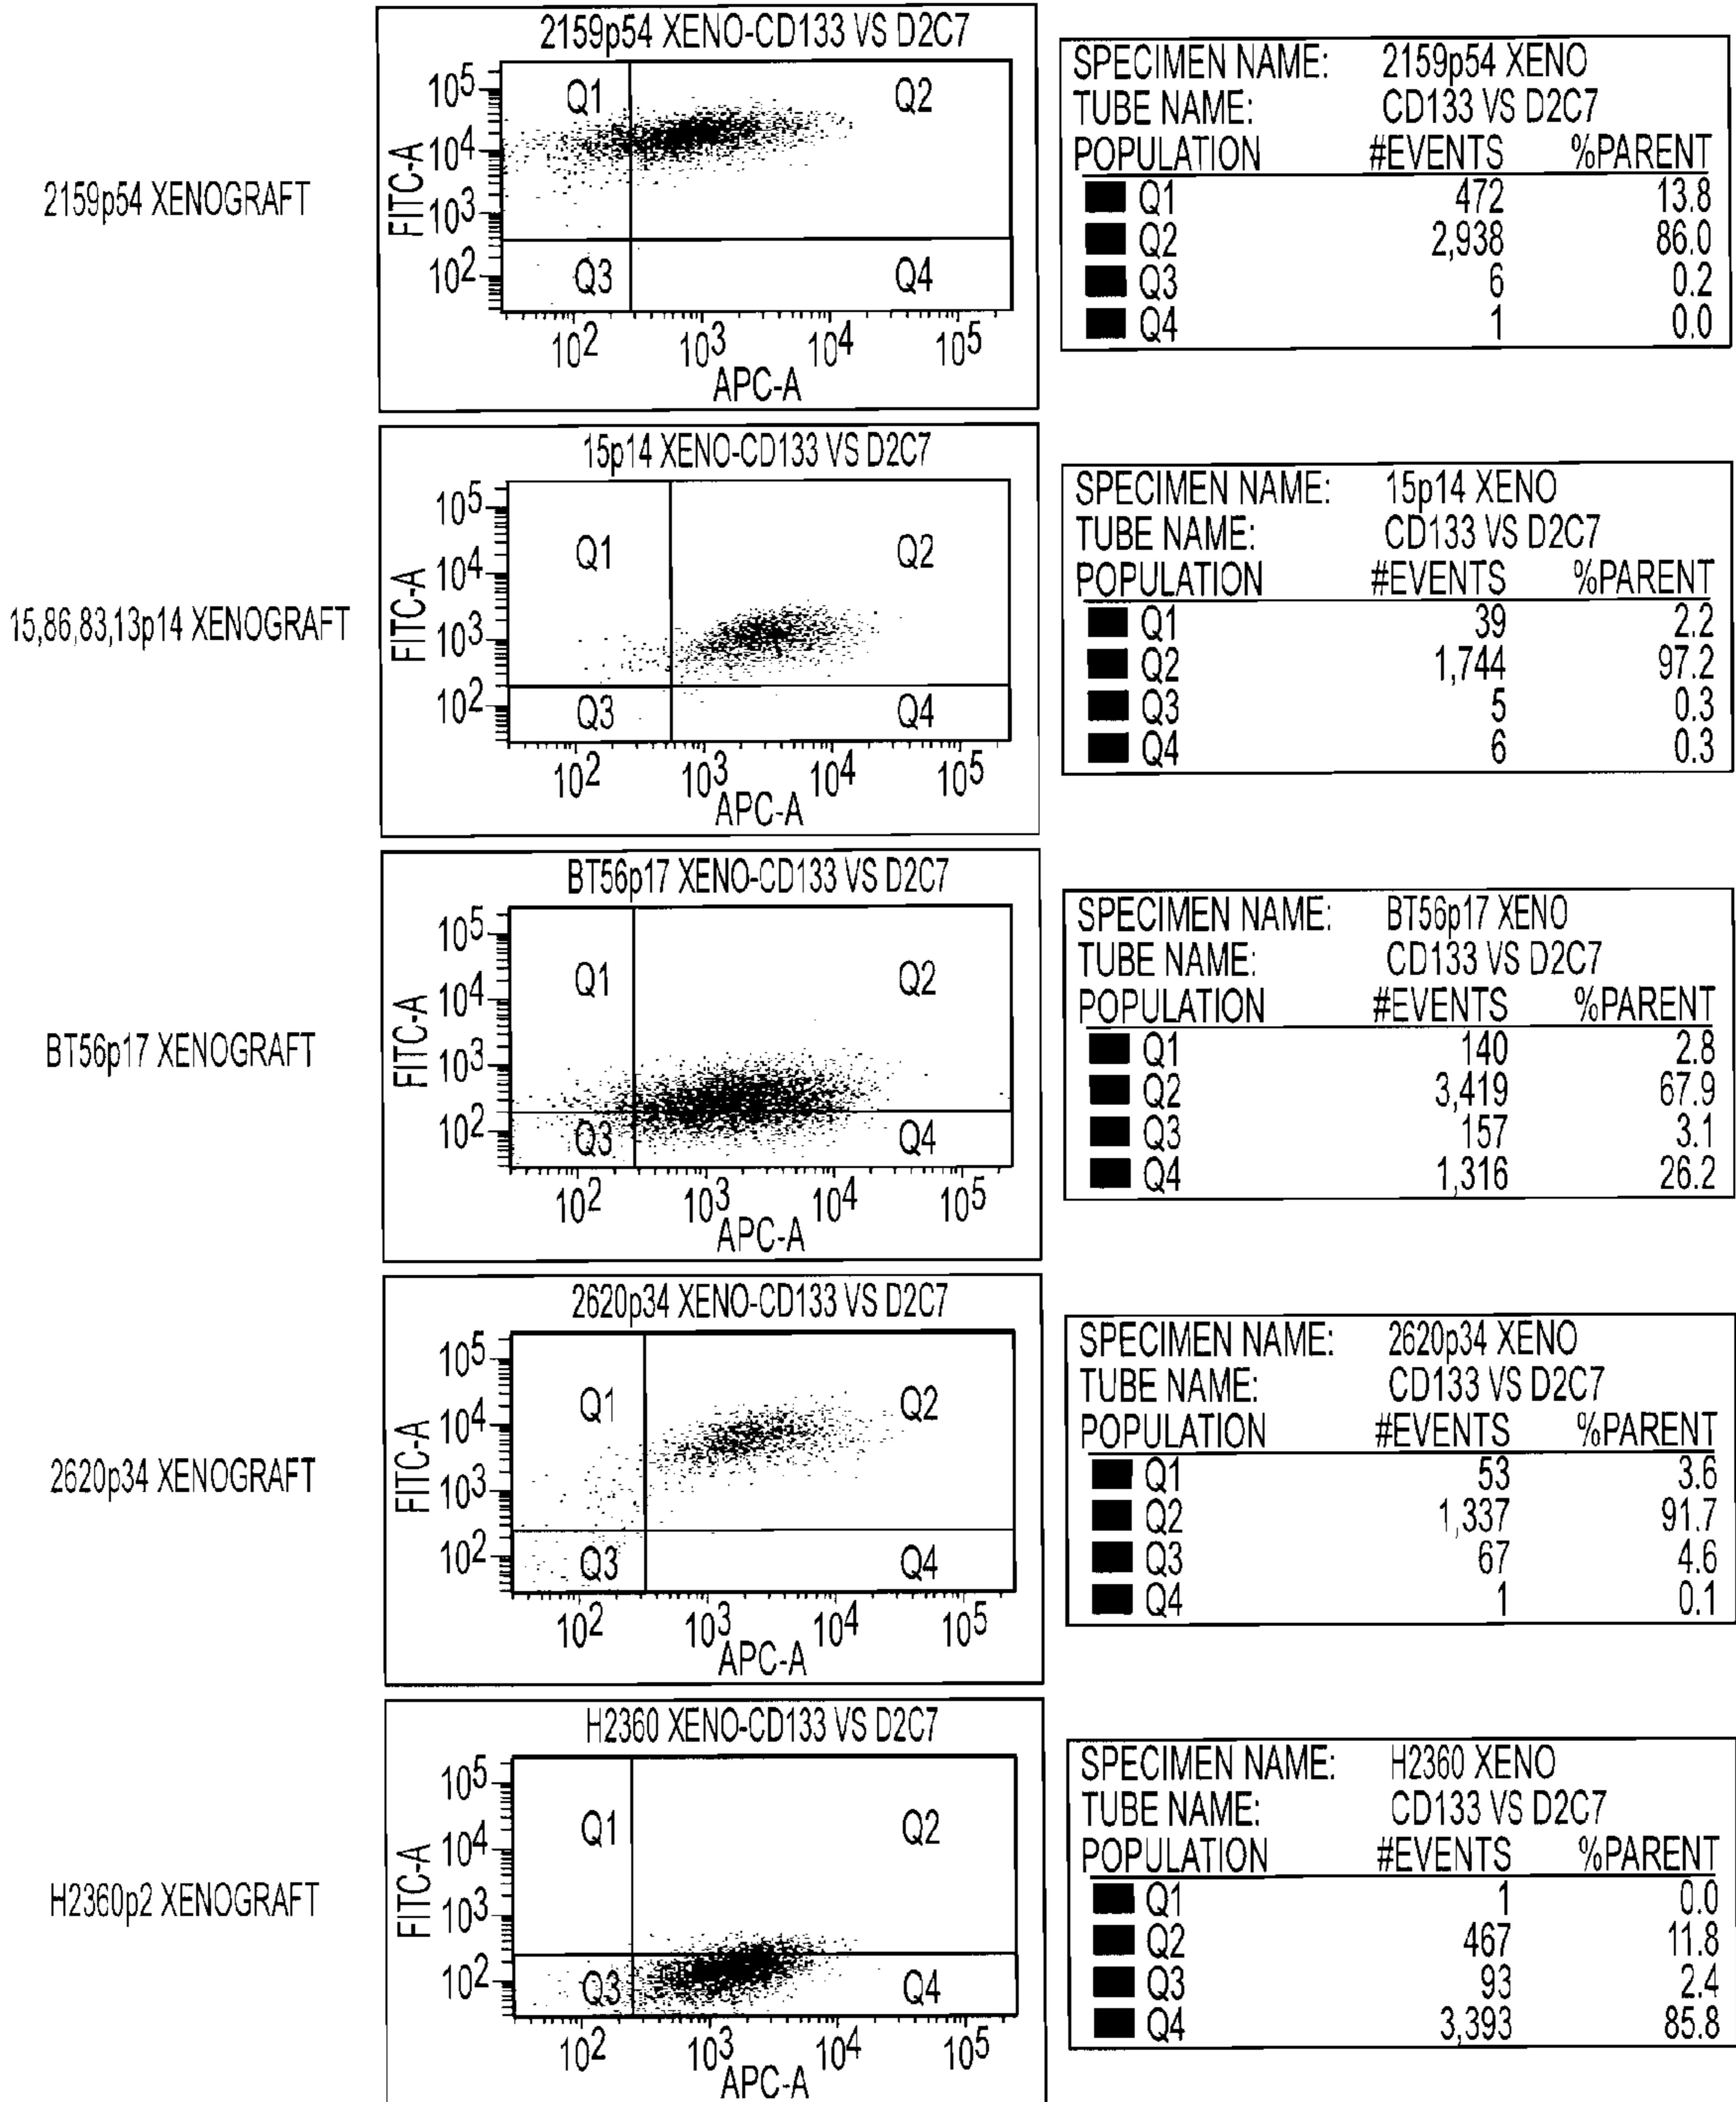 2159p54 XENOGRAFT
2159p54 XENO-CD133 VS D2C7
Q1 Q2
Q3 Q4
10^5
10^4
10^3
10^2
FITC-A
10^2 10^3 10^4 10^5
APC-A
SPECIMEN NAME: 2159p54 XENO
TUBE NAME: CD133 VS D2C7
POPULATION #EVENTS %PARENT
Q1 472 13.8
Q2 2,938 86.0
Q3 6 0.2
Q4 1 0.0
15,86,83,13p14 XENOGRAFT
15p14 XENO-CD133 VS D2C7
Q1 Q2
Q3 Q4
10^5
10^4
10^3
10^2
FITC-A
10^2 10^3 10^4 10^5
APC-A
SPECIMEN NAME: 15p14 XENO
TUBE NAME: CD133 VS D2C7
POPULATION #EVENTS %PARENT
Q1 39 2.2
Q2 1,744 97.2
Q3 5 0.3
Q4 6 0.3
BT56p17 XENOGRAFT
BT56p17 XENO-CD133 VS D2C7
Q1 Q2
Q3 Q4
10^5
10^4
10^3
10^2
FITC-A
10^2 10^3 10^4 10^5
APC-A
SPECIMEN NAME: BT56p17 XENO
TUBE NAME: CD133 VS D2C7
POPULATION #EVENTS %PARENT
Q1 140 2.8
Q2 3,419 67.9
Q3 157 3.1
Q4 1,316 26.2
2620p34 XENOGRAFT
2620p34 XENO-CD133 VS D2C7
Q1 Q2
Q3 Q4
10^5
10^4
10^3
10^2
FITC-A
10^2 10^3 10^4 10^5
APC-A
SPECIMEN NAME: 2620p34 XENO
TUBE NAME: CD133 VS D2C7
POPULATION #EVENTS %PARENT
Q1 53 3.6
Q2 1,337 91.7
Q3 67 4.6
Q4 1 0.1
H2360p2 XENOGRAFT
H2360 XENO-CD133 VS D2C7
Q1 Q2
Q3 Q4
10^5
10^4
10^3
10^2
FITC-A
10^2 10^3 10^4 10^5
APC-A
SPECIMEN NAME: H2360 XENO
TUBE NAME: CD133 VS D2C7
POPULATION #EVENTS %PARENT
Q1 1 0.0
Q2 467 11.8
Q3 93 2.4
Q4 3,393 85.8